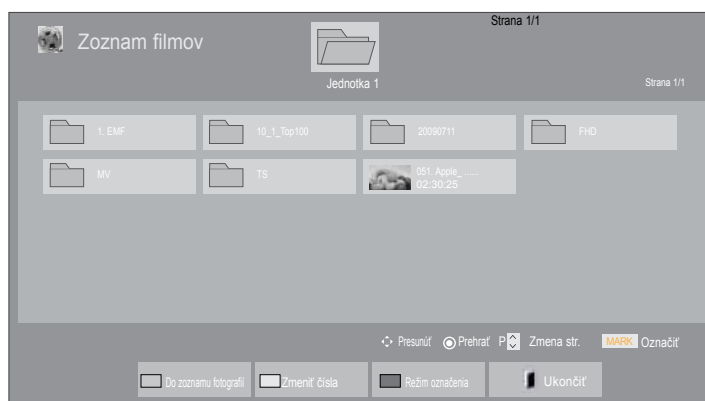 Strana 1/1
Zoznam filmov
Jednotka 1
Strana 1/1
1. EMF
10_1_Top100
20090711
FHD
MV
TS
051. Apple_ ......
02:30:25
Presunúť Prehrať P Zmena str. MARK Označiť
Do zoznamu fotografií Zmeniť čísla Režim označenia Ukončiť